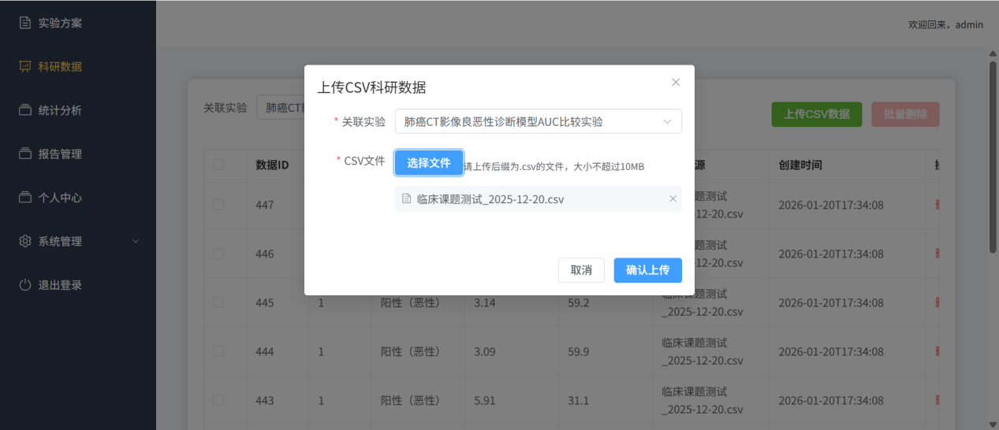 实验方案
科研数据
统计分析
报告管理
个人中心
系统管理
退出登录
欢迎回来，admin
关联实验 肺癌CT
上传CSV数据 批量删除
上传CSV科研数据
* 关联实验 肺癌CT影像良恶性诊断模型AUC比较实验
* CSV文件 选择文件 请上传后缀为.csv的文件，大小不超过10MB
临床课题测试_2025-12-20.csv
取消 确认上传
数据ID 源 创建时间
447 题测试 2026-01-20T17:34:08
-12-20.csv
446 题测试 2026-01-20T17:34:08
-12-20.csv
445 1 阳性（恶性） 3.14 59.2 临床课题测试 2026-01-20T17:34:08
_2025-12-20.csv
444 1 阳性（恶性） 3.09 59.9 临床课题测试 2026-01-20T17:34:08
_2025-12-20.csv
443 1 阳性（恶性） 5.91 31.1 临床课题测试 2026-01-20T17:34:08
_2025-12-20.csv